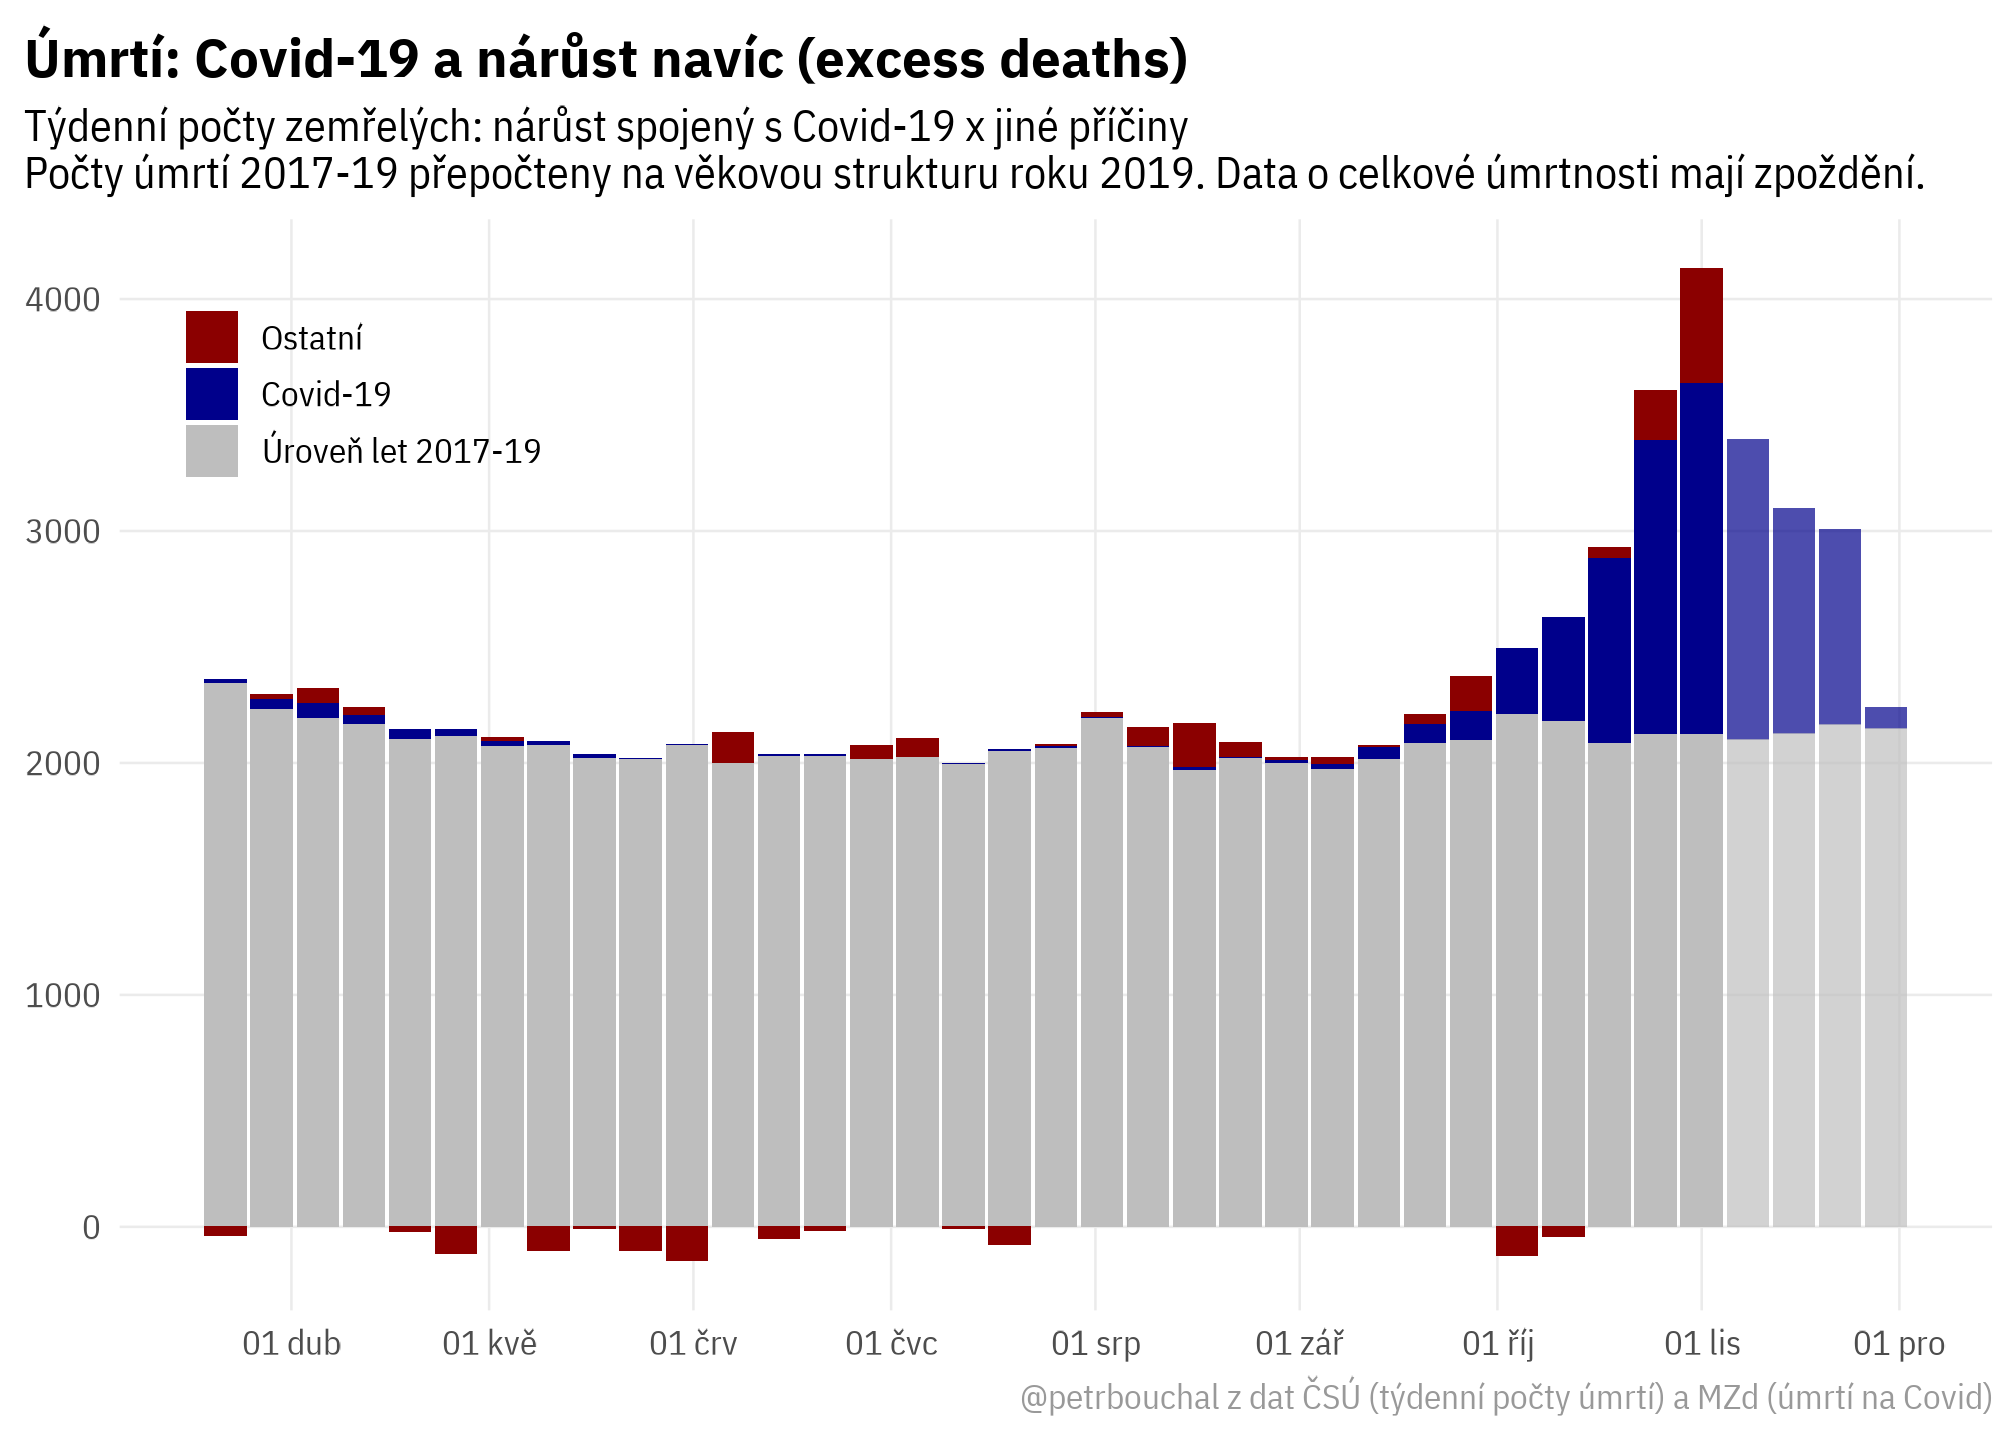 Úmrtí: Covid-19 a nárůst navíc (excess deaths)
Týdenní počty zemřelých: nárůst spojený s Covid-19 x jiné příčiny
Počty úmrtí 2017-19 přepočteny na věkovou strukturu roku 2019. Data o celkové úmrtnosti mají zpoždění.
4000
Ostatní
Covid-19
Úroveň let 2017-19
3000
2000
1000
0
01 dub 01 kvě 01 črv 01 čvc 01 srp 01 zář 01 říj 01 lis 01 pro
@petrbouchal z dat ČSÚ (týdenní počty úmrtí) a MZd (úmrtí na Covid)